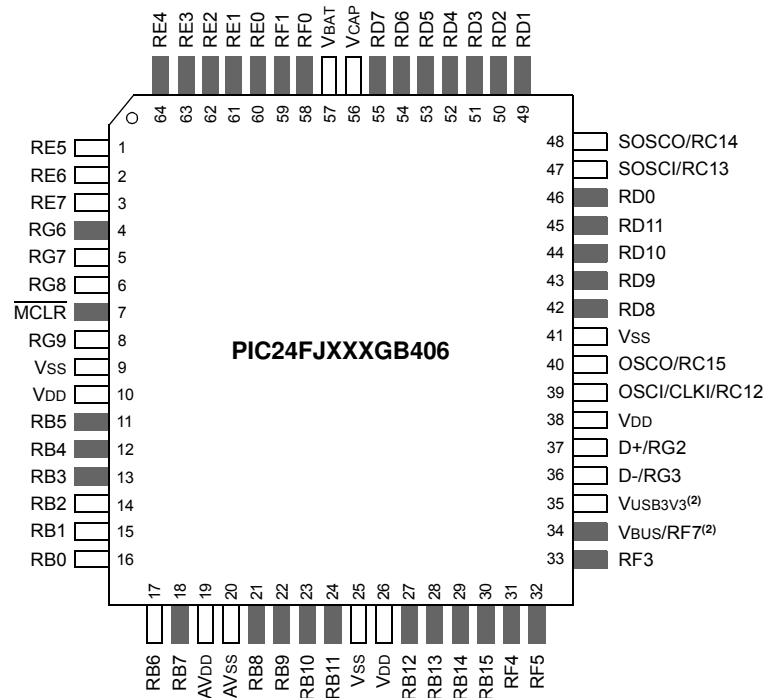 RE4 RE3 RE2 RE1 RE0 RF1 RF0 VBAT VCAP RD7 RD6 RD5 RD4 RD3 RD2 RD1
64 63 62 61 60 59 58 57 56 55 54 53 52 51 50 49
RE5 1
RE6 2
RE7 3
RG6 4
RG7 5
RG8 6
MCLR 7
RG9 8
VSS 9
VDD 10
RB5 11
RB4 12
RB3 13
RB2 14
RB1 15
RB0 16
PIC24FJXXXGB406
48 SOSCO/RC14
47 SOSCI/RC13
46 RD0
45 RD11
44 RD10
43 RD9
42 RD8
41 VSS
40 OSCO/RC15
39 OSCI/CLKI/RC12
38 VDD
37 D+/RG2
36 D-/RG3
35 VUSB3V3(2)
34 VBUS/RF7(2)
33 RF3
17 18 19 20 21 22 23 24 25 26 27 28 29 30 31 32
RB6 RB7 AVDD AVSS RB8 RB9 RB10 RB11 VSS VDD RB12 RB13 RB14 RB15 RF4 RF5